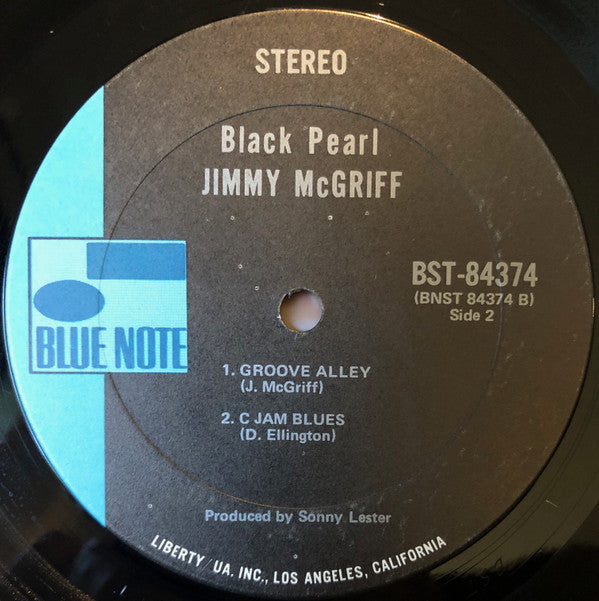 STEREO
Black Pearl
JIMMY McGRIFF
BST-84374
(BNST 84374 B)
Side 2
BLUE NOTE
1. GROOVE ALLEY
(J. McGriff)
2. C JAM BLUES
(D. Ellington)
Produced by Sonny Lester
LIBERTY/UA. INC., LOS ANGELES, CALIFORNIA